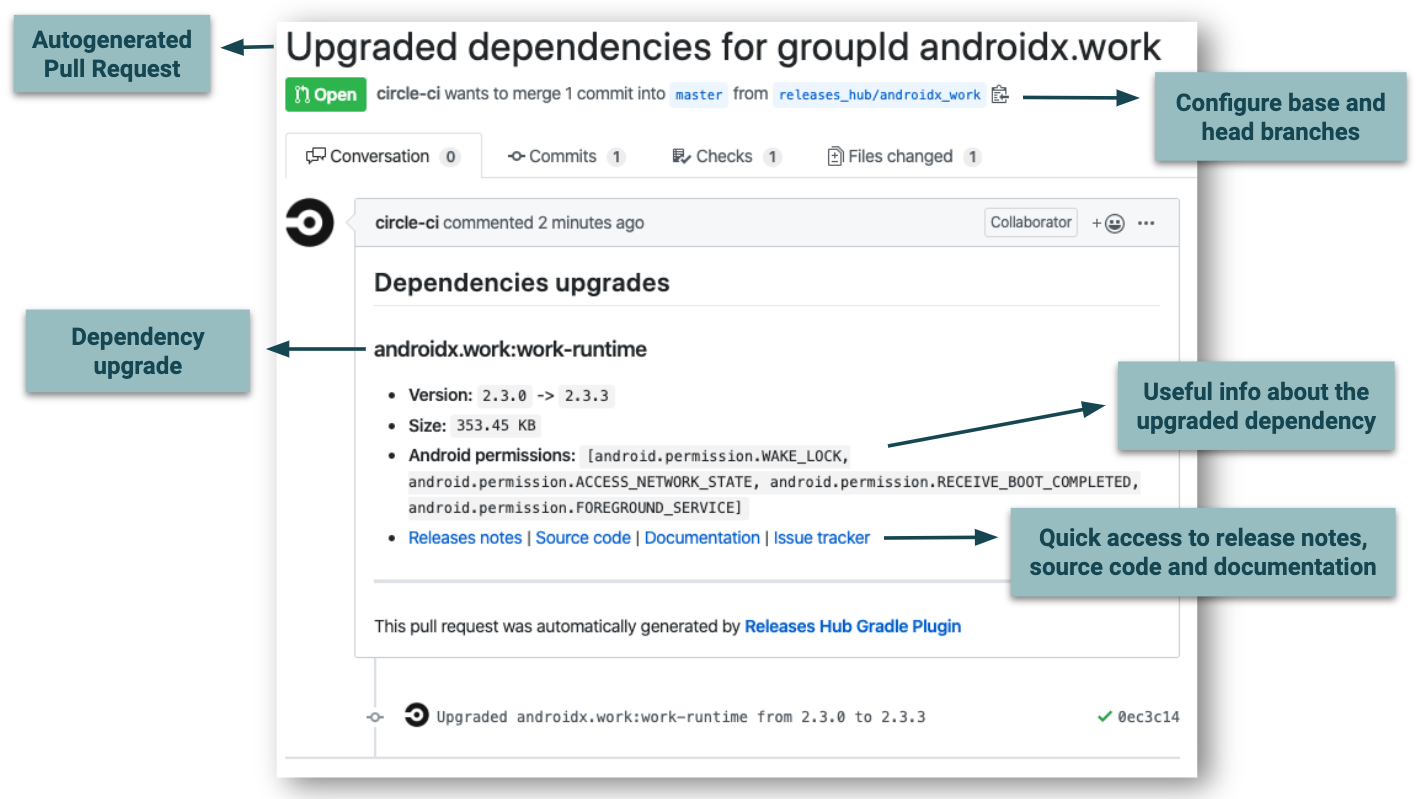 Autogenerated
Pull Request
Upgraded dependencies for groupId androidx.work
Open circle-ci wants to merge 1 commit into master from releases_hub/androidx_work
Configure base and
head branches
Conversation 0 Commits 1 Checks 1 Files changed 1
circle-ci commented 2 minutes ago Collaborator
Dependencies upgrades
Dependency
upgrade
androidx.work:work-runtime
Version: 2.3.0 -> 2.3.3
Size: 353.45 KB
Useful info about the
upgraded dependency
Android permissions: [android.permission.WAKE_LOCK,
android.permission.ACCESS_NETWORK_STATE, android.permission.RECEIVE_BOOT_COMPLETED,
android.permission.FOREGROUND_SERVICE]
Releases notes | Source code | Documentation | Issue tracker
Quick access to release notes,
source code and documentation
This pull request was automatically generated by Releases Hub Gradle Plugin
Upgraded androidx.work:work-runtime from 2.3.0 to 2.3.3 0ec3c14